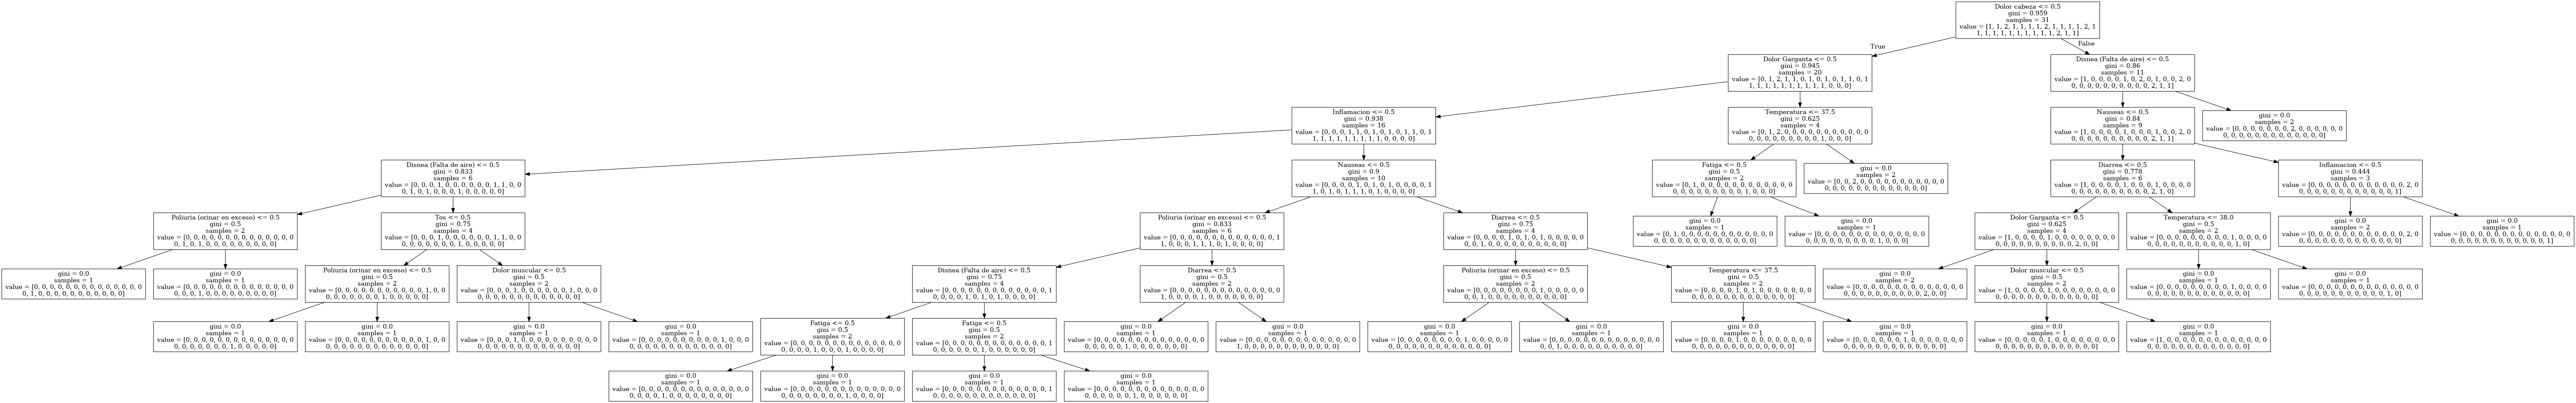 Dolor cabeza <= 0.5
gini = 0.959
samples = 31
value = [1, 1, 2, 1, 1, 1, 1, 2, 1, 1, 1, 1, 2, 1
1, 1, 1, 1, 1, 1, 1, 1, 1, 1, 2, 1, 1]
True
False
Dolor Garganta <= 0.5
gini = 0.945
samples = 20
value = [0, 1, 2, 1, 1, 0, 1, 0, 1, 0, 1, 1, 0, 1
1, 1, 1, 1, 1, 1, 1, 1, 1, 1, 0, 0, 0]
Disnea (Falta de aire) <= 0.5
gini = 0.86
samples = 11
value = [1, 0, 0, 0, 0, 1, 0, 2, 0, 1, 0, 0, 2, 0
0, 0, 0, 0, 0, 0, 0, 0, 0, 0, 2, 1, 1]
Inflamacion <= 0.5
gini = 0.938
samples = 16
value = [0, 0, 0, 1, 1, 0, 1, 0, 1, 0, 1, 1, 0, 1
1, 1, 1, 1, 1, 1, 1, 1, 1, 0, 0, 0, 0]
Temperatura <= 37.5
gini = 0.625
samples = 4
value = [0, 1, 2, 0, 0, 0, 0, 0, 0, 0, 0, 0, 0, 0
0, 0, 0, 0, 0, 0, 0, 0, 0, 1, 0, 0, 0]
Nauseas <= 0.5
gini = 0.84
samples = 9
value = [1, 0, 0, 0, 0, 1, 0, 0, 0, 1, 0, 0, 2, 0
0, 0, 0, 0, 0, 0, 0, 0, 0, 0, 2, 1, 1]
gini = 0.0
samples = 2
value = [0, 0, 0, 0, 0, 0, 0, 2, 0, 0, 0, 0, 0, 0
0, 0, 0, 0, 0, 0, 0, 0, 0, 0, 0, 0, 0]
Disnea (Falta de aire) <= 0.5
gini = 0.833
samples = 6
value = [0, 0, 0, 1, 0, 0, 0, 0, 0, 0, 1, 1, 0, 0
0, 1, 0, 1, 0, 0, 0, 0, 1, 0, 0, 0, 0, 0]
Nauseas <= 0.5
gini = 0.9
samples = 10
value = [0, 0, 0, 0, 1, 0, 1, 0, 1, 0, 0, 0, 0, 1
1, 0, 1, 0, 1, 1, 1, 1, 0, 1, 0, 0, 0, 0]
Fatiga <= 0.5
gini = 0.5
samples = 2
value = [0, 1, 0, 0, 0, 0, 0, 0, 0, 0, 0, 0, 0, 0
0, 0, 0, 0, 0, 0, 0, 0, 0, 1, 0, 0, 0]
gini = 0.0
samples = 2
value = [0, 0, 2, 0, 0, 0, 0, 0, 0, 0, 0, 0, 0, 0
0, 0, 0, 0, 0, 0, 0, 0, 0, 0, 0, 0, 0]
Diarrea <= 0.5
gini = 0.778
samples = 6
value = [1, 0, 0, 0, 0, 1, 0, 0, 0, 1, 0, 0, 0, 0
0, 0, 0, 0, 0, 0, 0, 0, 0, 0, 2, 1, 0]
Inflamacion <= 0.5
gini = 0.444
samples = 3
value = [0, 0, 0, 0, 0, 0, 0, 0, 0, 0, 0, 0, 2, 0
0, 0, 0, 0, 0, 0, 0, 0, 0, 0, 0, 0, 1]
Poliuria (orinar en exceso) <= 0.5
gini = 0.5
samples = 2
value = [0, 0, 0, 0, 0, 0, 0, 0, 0, 0, 0, 0, 0, 0
0, 1, 0, 1, 0, 0, 0, 0, 0, 0, 0, 0, 0]
Tos <= 0.5
gini = 0.75
samples = 4
value = [0, 0, 0, 1, 0, 0, 0, 0, 0, 0, 1, 1, 0, 0
0, 0, 0, 0, 0, 0, 0, 1, 0, 0, 0, 0, 0]
Poliuria (orinar en exceso) <= 0.5
gini = 0.833
samples = 6
value = [0, 0, 0, 0, 0, 0, 0, 0, 0, 0, 0, 0, 0, 1
1, 0, 0, 0, 1, 1, 1, 0, 1, 0, 0, 0, 0]
Diarrea <= 0.5
gini = 0.75
samples = 4
value = [0, 0, 0, 0, 1, 0, 1, 0, 1, 0, 0, 0, 0, 0
0, 0, 1, 0, 0, 0, 0, 0, 0, 0, 0, 0, 0]
gini = 0.0
samples = 1
value = [0, 1, 0, 0, 0, 0, 0, 0, 0, 0, 0, 0, 0, 0
0, 0, 0, 0, 0, 0, 0, 0, 0, 0, 0, 0, 0]
gini = 0.0
samples = 1
value = [0, 0, 0, 0, 0, 0, 0, 0, 0, 0, 0, 0, 0, 0
0, 0, 0, 0, 0, 0, 0, 0, 0, 1, 0, 0, 0]
Dolor Garganta <= 0.5
gini = 0.625
samples = 4
value = [1, 0, 0, 0, 0, 1, 0, 0, 0, 0, 0, 0, 0, 0
0, 0, 0, 0, 0, 0, 0, 0, 0, 0, 2, 0, 0]
Temperatura <= 38.0
gini = 0.5
samples = 2
value = [0, 0, 0, 0, 0, 0, 0, 0, 0, 1, 0, 0, 0, 0
0, 0, 0, 0, 0, 0, 0, 0, 0, 0, 0, 1, 0]
gini = 0.0
samples = 2
value = [0, 0, 0, 0, 0, 0, 0, 0, 0, 0, 0, 0, 2, 0
0, 0, 0, 0, 0, 0, 0, 0, 0, 0, 0, 0, 0]
gini = 0.0
samples = 1
value = [0, 0, 0, 0, 0, 0, 0, 0, 0, 0, 0, 0, 0, 0
0, 0, 0, 0, 0, 0, 0, 0, 0, 0, 0, 0, 1]
gini = 0.0
samples = 1
value = [0, 0, 0, 0, 0, 0, 0, 0, 0, 0, 0, 0, 0, 0
0, 1, 0, 0, 0, 0, 0, 0, 0, 0, 0, 0, 0]
gini = 0.0
samples = 1
value = [0, 0, 0, 0, 0, 0, 0, 0, 0, 0, 0, 0, 0, 0
0, 0, 0, 1, 0, 0, 0, 0, 0, 0, 0, 0, 0]
Poliuria (orinar en exceso) <= 0.5
gini = 0.5
samples = 2
value = [0, 0, 0, 0, 0, 0, 0, 0, 0, 0, 0, 1, 0, 0
0, 0, 0, 0, 0, 0, 0, 1, 0, 0, 0, 0, 0]
Dolor muscular <= 0.5
gini = 0.5
samples = 2
value = [0, 0, 0, 1, 0, 0, 0, 0, 0, 0, 1, 0, 0, 0
0, 0, 0, 0, 0, 0, 0, 0, 0, 0, 0, 0, 0]
Disnea (Falta de aire) <= 0.5
gini = 0.75
samples = 4
value = [0, 0, 0, 0, 0, 0, 0, 0, 0, 0, 0, 0, 0, 1
0, 0, 0, 0, 1, 0, 1, 0, 1, 0, 0, 0, 0]
Diarrea <= 0.5
gini = 0.5
samples = 2
value = [0, 0, 0, 0, 0, 0, 0, 0, 0, 0, 0, 0, 0, 0
1, 0, 0, 0, 0, 1, 0, 0, 0, 0, 0, 0, 0]
Poliuria (orinar en exceso) <= 0.5
gini = 0.5
samples = 2
value = [0, 0, 0, 0, 0, 0, 0, 0, 1, 0, 0, 0, 0, 0
0, 0, 1, 0, 0, 0, 0, 0, 0, 0, 0, 0, 0]
Temperatura <= 37.5
gini = 0.5
samples = 2
value = [0, 0, 0, 0, 1, 0, 1, 0, 0, 0, 0, 0, 0, 0
0, 0, 0, 0, 0, 0, 0, 0, 0, 0, 0, 0, 0]
gini = 0.0
samples = 2
value = [0, 0, 0, 0, 0, 0, 0, 0, 0, 0, 0, 0, 0, 0
0, 0, 0, 0, 0, 0, 0, 0, 0, 0, 2, 0, 0]
Dolor muscular <= 0.5
gini = 0.5
samples = 2
value = [1, 0, 0, 0, 0, 1, 0, 0, 0, 0, 0, 0, 0, 0
0, 0, 0, 0, 0, 0, 0, 0, 0, 0, 0, 0, 0]
gini = 0.0
samples = 1
value = [0, 0, 0, 0, 0, 0, 0, 0, 0, 1, 0, 0, 0, 0
0, 0, 0, 0, 0, 0, 0, 0, 0, 0, 0, 0, 0]
gini = 0.0
samples = 1
value = [0, 0, 0, 0, 0, 0, 0, 0, 0, 0, 0, 0, 0, 0
0, 0, 0, 0, 0, 0, 0, 0, 0, 0, 0, 1, 0]
gini = 0.0
samples = 1
value = [0, 0, 0, 0, 0, 0, 0, 0, 0, 0, 0, 0, 0, 0
0, 0, 0, 0, 0, 0, 0, 1, 0, 0, 0, 0, 0]
gini = 0.0
samples = 1
value = [0, 0, 0, 0, 0, 0, 0, 0, 0, 0, 0, 1, 0, 0
0, 0, 0, 0, 0, 0, 0, 0, 0, 0, 0, 0, 0]
gini = 0.0
samples = 1
value = [0, 0, 0, 1, 0, 0, 0, 0, 0, 0, 0, 0, 0, 0
0, 0, 0, 0, 0, 0, 0, 0, 0, 0, 0, 0, 0]
gini = 0.0
samples = 1
value = [0, 0, 0, 0, 0, 0, 0, 0, 0, 0, 1, 0, 0, 0
0, 0, 0, 0, 0, 0, 0, 0, 0, 0, 0, 0, 0]
Fatiga <= 0.5
gini = 0.5
samples = 2
value = [0, 0, 0, 0, 0, 0, 0, 0, 0, 0, 0, 0, 0, 0
0, 0, 0, 0, 1, 0, 0, 0, 1, 0, 0, 0, 0]
Fatiga <= 0.5
gini = 0.5
samples = 2
value = [0, 0, 0, 0, 0, 0, 0, 0, 0, 0, 0, 0, 0, 1
0, 0, 0, 0, 0, 0, 1, 0, 0, 0, 0, 0, 0]
gini = 0.0
samples = 1
value = [0, 0, 0, 0, 0, 0, 0, 0, 0, 0, 0, 0, 0, 0
0, 0, 0, 0, 0, 1, 0, 0, 0, 0, 0, 0, 0]
gini = 0.0
samples = 1
value = [0, 0, 0, 0, 0, 0, 0, 0, 0, 0, 0, 0, 0, 0
1, 0, 0, 0, 0, 0, 0, 0, 0, 0, 0, 0, 0]
gini = 0.0
samples = 1
value = [0, 0, 0, 0, 0, 0, 0, 0, 1, 0, 0, 0, 0, 0
0, 0, 0, 0, 0, 0, 0, 0, 0, 0, 0, 0, 0]
gini = 0.0
samples = 1
value = [0, 0, 0, 0, 0, 0, 0, 0, 0, 0, 0, 0, 0, 0
0, 0, 1, 0, 0, 0, 0, 0, 0, 0, 0, 0, 0]
gini = 0.0
samples = 1
value = [0, 0, 0, 0, 1, 0, 0, 0, 0, 0, 0, 0, 0, 0
0, 0, 0, 0, 0, 0, 0, 0, 0, 0, 0, 0, 0]
gini = 0.0
samples = 1
value = [0, 0, 0, 0, 0, 0, 1, 0, 0, 0, 0, 0, 0, 0
0, 0, 0, 0, 0, 0, 0, 0, 0, 0, 0, 0, 0]
gini = 0.0
samples = 1
value = [0, 0, 0, 0, 0, 1, 0, 0, 0, 0, 0, 0, 0, 0
0, 0, 0, 0, 0, 0, 0, 0, 0, 0, 0, 0, 0]
gini = 0.0
samples = 1
value = [1, 0, 0, 0, 0, 0, 0, 0, 0, 0, 0, 0, 0, 0
0, 0, 0, 0, 0, 0, 0, 0, 0, 0, 0, 0, 0]
gini = 0.0
samples = 1
value = [0, 0, 0, 0, 0, 0, 0, 0, 0, 0, 0, 0, 0, 0
0, 0, 0, 0, 1, 0, 0, 0, 0, 0, 0, 0, 0]
gini = 0.0
samples = 1
value = [0, 0, 0, 0, 0, 0, 0, 0, 0, 0, 0, 0, 0, 0
0, 0, 0, 0, 0, 0, 0, 0, 1, 0, 0, 0, 0]
gini = 0.0
samples = 1
value = [0, 0, 0, 0, 0, 0, 0, 0, 0, 0, 0, 0, 0, 1
0, 0, 0, 0, 0, 0, 0, 0, 0, 0, 0, 0, 0]
gini = 0.0
samples = 1
value = [0, 0, 0, 0, 0, 0, 0, 0, 0, 0, 0, 0, 0, 0
0, 0, 0, 0, 0, 0, 1, 0, 0, 0, 0, 0, 0]